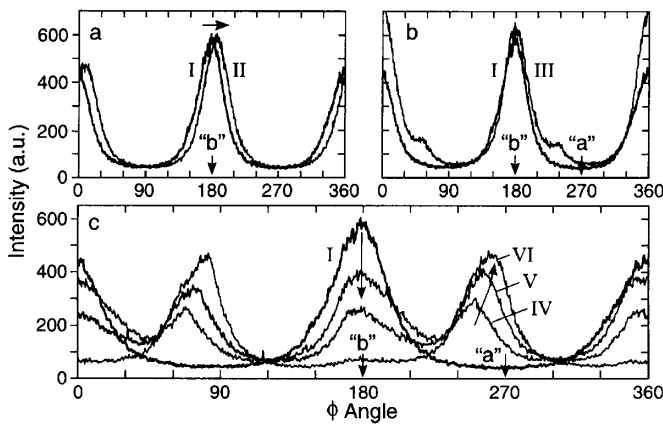 a
b
600
400
200
0
I
II
"b"
I
III
"b"
"a"
0
90
180
270
360
0
90
180
270
360
Intensity (a.u.)
c
600
400
200
0
I
VI
V
IV
"b"
"a"
0
90
180
270
360
ϕ Angle